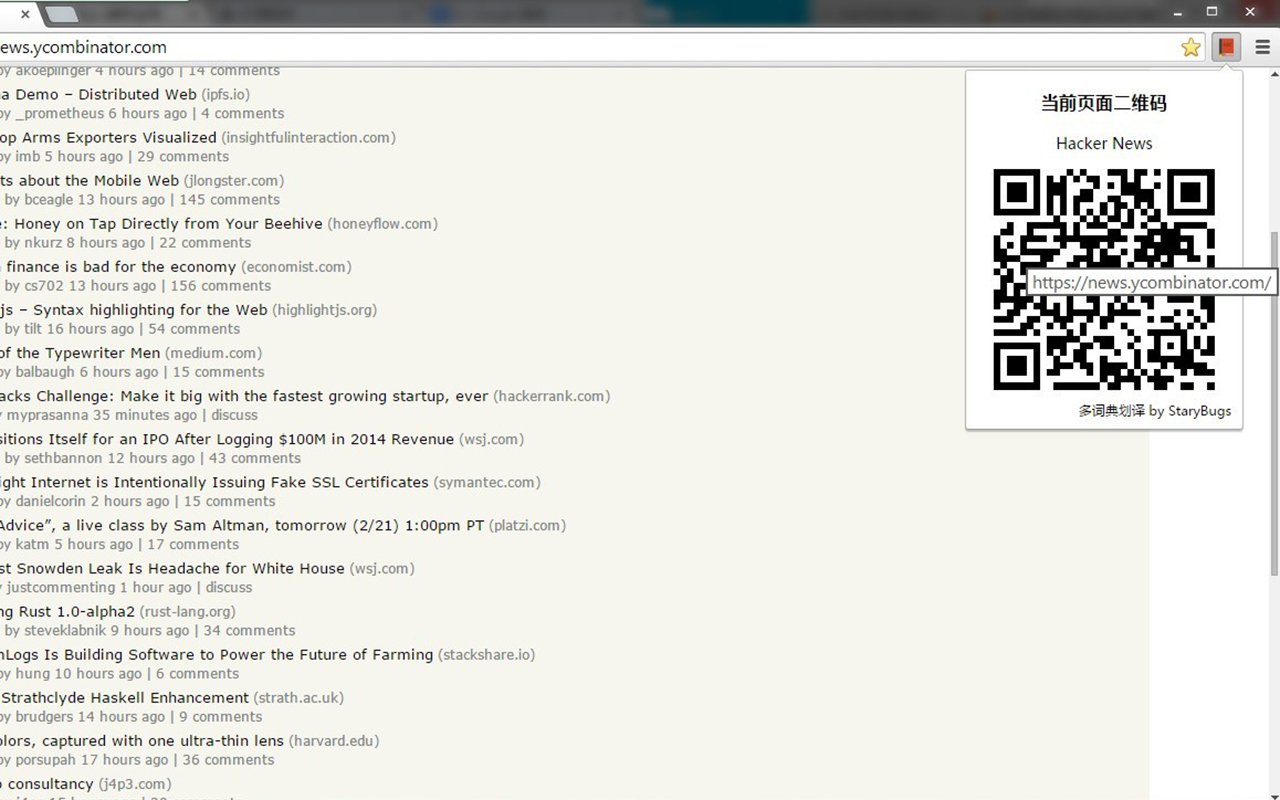 ews.ycombinator.com
by akoeplinger 4 hours ago | 14 comments
a Demo – Distributed Web (ipfs.io)
by _prometheus 6 hours ago | 4 comments
op Arms Exporters Visualized (insightfulinteraction.com)
by imb 5 hours ago | 29 comments
ts about the Mobile Web (jlongster.com)
by bceagle 13 hours ago | 145 comments
: Honey on Tap Directly from Your Beehive (honeyflow.com)
by nkurz 8 hours ago | 22 comments
finance is bad for the economy (economist.com)
by cs702 13 hours ago | 156 comments
js – Syntax highlighting for the Web (highlightjs.org)
by tilt 16 hours ago | 54 comments
of the Typewriter Men (medium.com)
by balbaugh 6 hours ago | 15 comments
acks Challenge: Make it big with the fastest growing startup, ever (hackerrank.com)
myprasanna 35 minutes ago | discuss
sitions Itself for an IPO After Logging $100M in 2014 Revenue (wsj.com)
by sethbannon 12 hours ago | 43 comments
ight Internet is Intentionally Issuing Fake SSL Certificates (symantec.com)
by danielcorin 2 hours ago | 15 comments
Advice”, a live class by Sam Altman, tomorrow (2/21) 1:00pm PT (platzi.com)
by katm 5 hours ago | 17 comments
st Snowden Leak Is Headache for White House (wsj.com)
justcommenting 1 hour ago | discuss
ng Rust 1.0-alpha2 (rust-lang.org)
by steveklabnik 9 hours ago | 34 comments
nLogs Is Building Software to Power the Future of Farming (stackshare.io)
by hung 10 hours ago | 6 comments
Strathclyde Haskell Enhancement (strath.ac.uk)
by brudgers 14 hours ago | 9 comments
olors, captured with one ultra-thin lens (harvard.edu)
by porsupah 17 hours ago | 36 comments
consultancy (j4p3.com)
当前页面二维码
Hacker News
https://news.ycombinator.com/
多词典划译 by StaryBugs